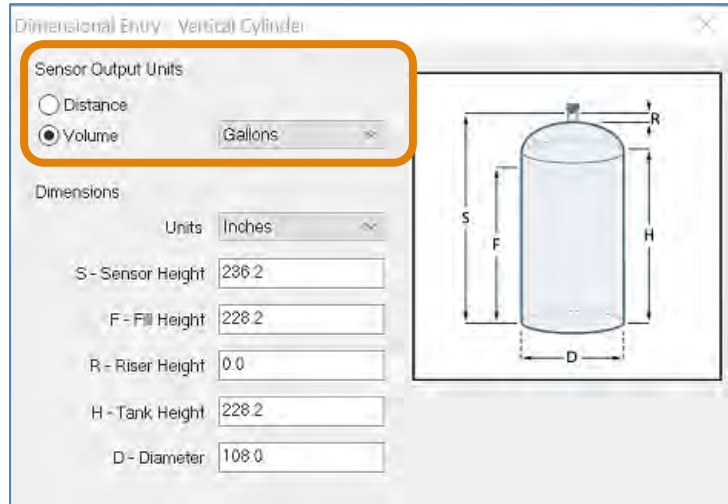 Dimensional Entry - Vertical Cylinder
Sensor Output Units
Distance
Volume Gallons
Dimensions
Units Inches
S - Sensor Height 236.2
F - Fill Height 228.2
R - Riser Height 0.0
H - Tank Height 228.2
D - Diameter 108.0
R
S
F
H
D